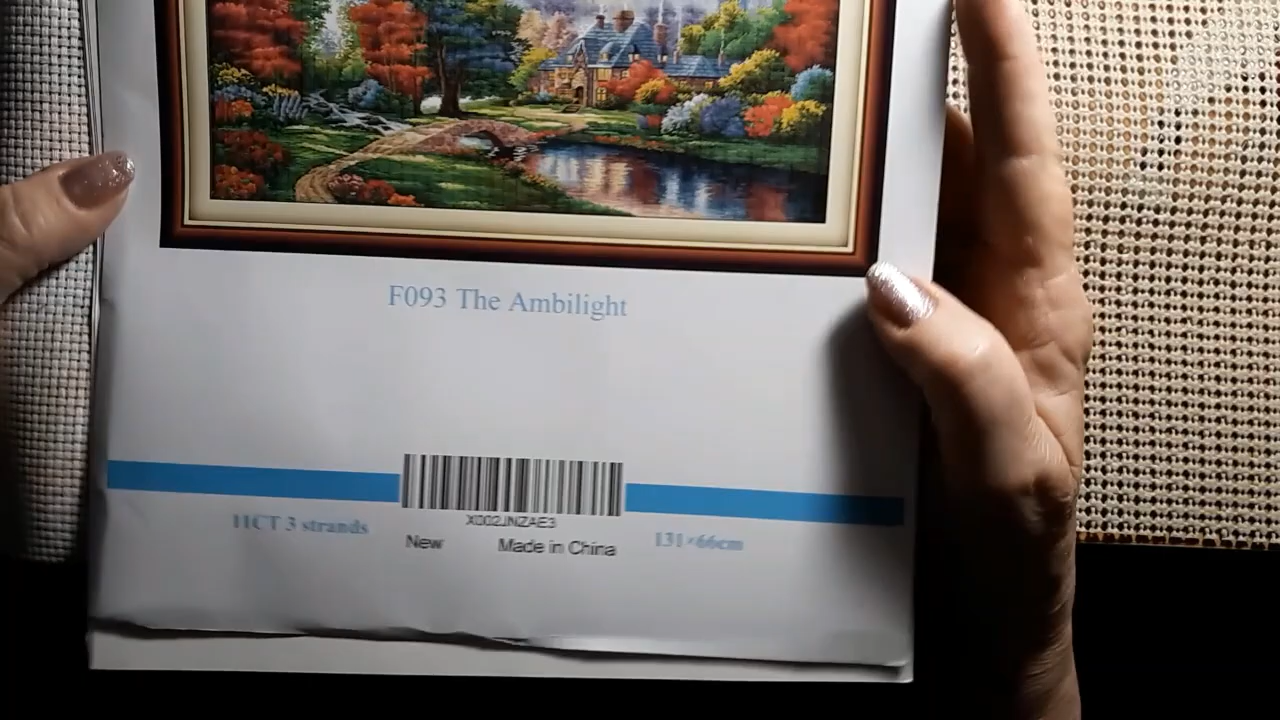 F093 The Ambilight
11CT 3 strands
X002JNZAE3
New Made in China
131×66cm